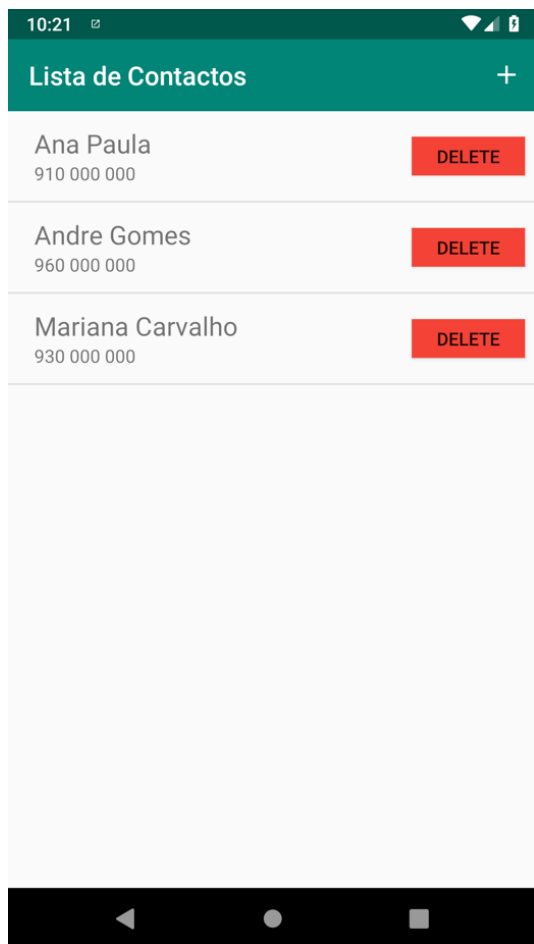 10:21
Lista de Contactos +
Ana Paula
910 000 000
DELETE
Andre Gomes
960 000 000
DELETE
Mariana Carvalho
930 000 000
DELETE